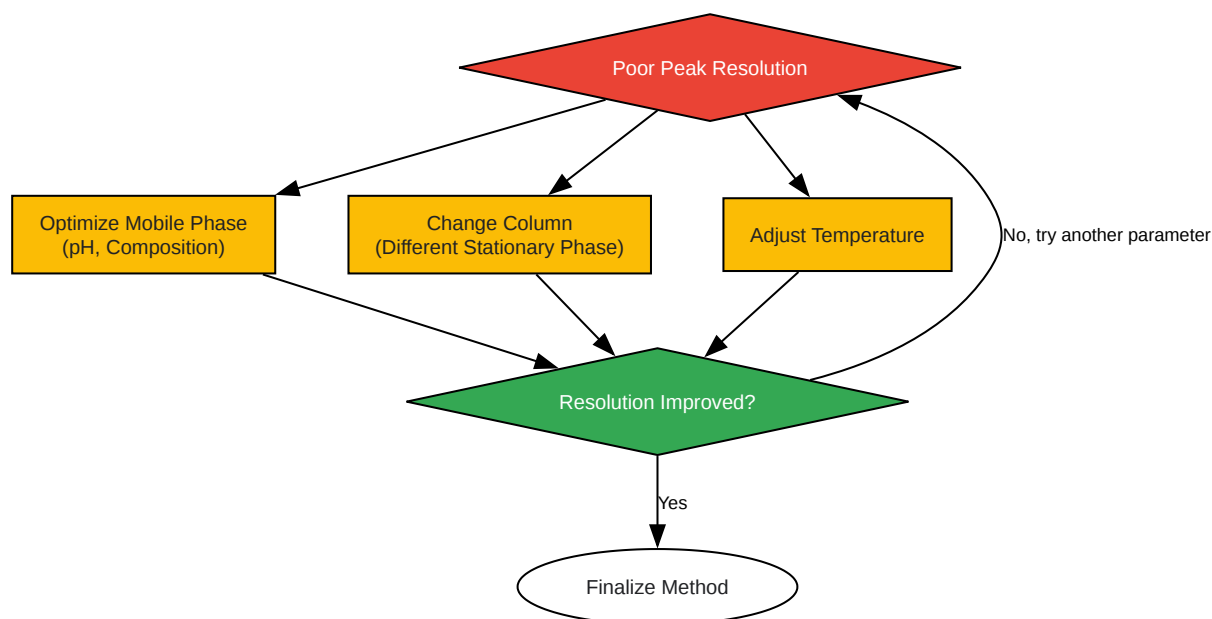 Poor Peak Resolution
Optimize Mobile Phase
(pH, Composition)
Change Column
(Different Stationary Phase)
Adjust Temperature
No, try another parameter
Resolution Improved?
Yes
Finalize Method